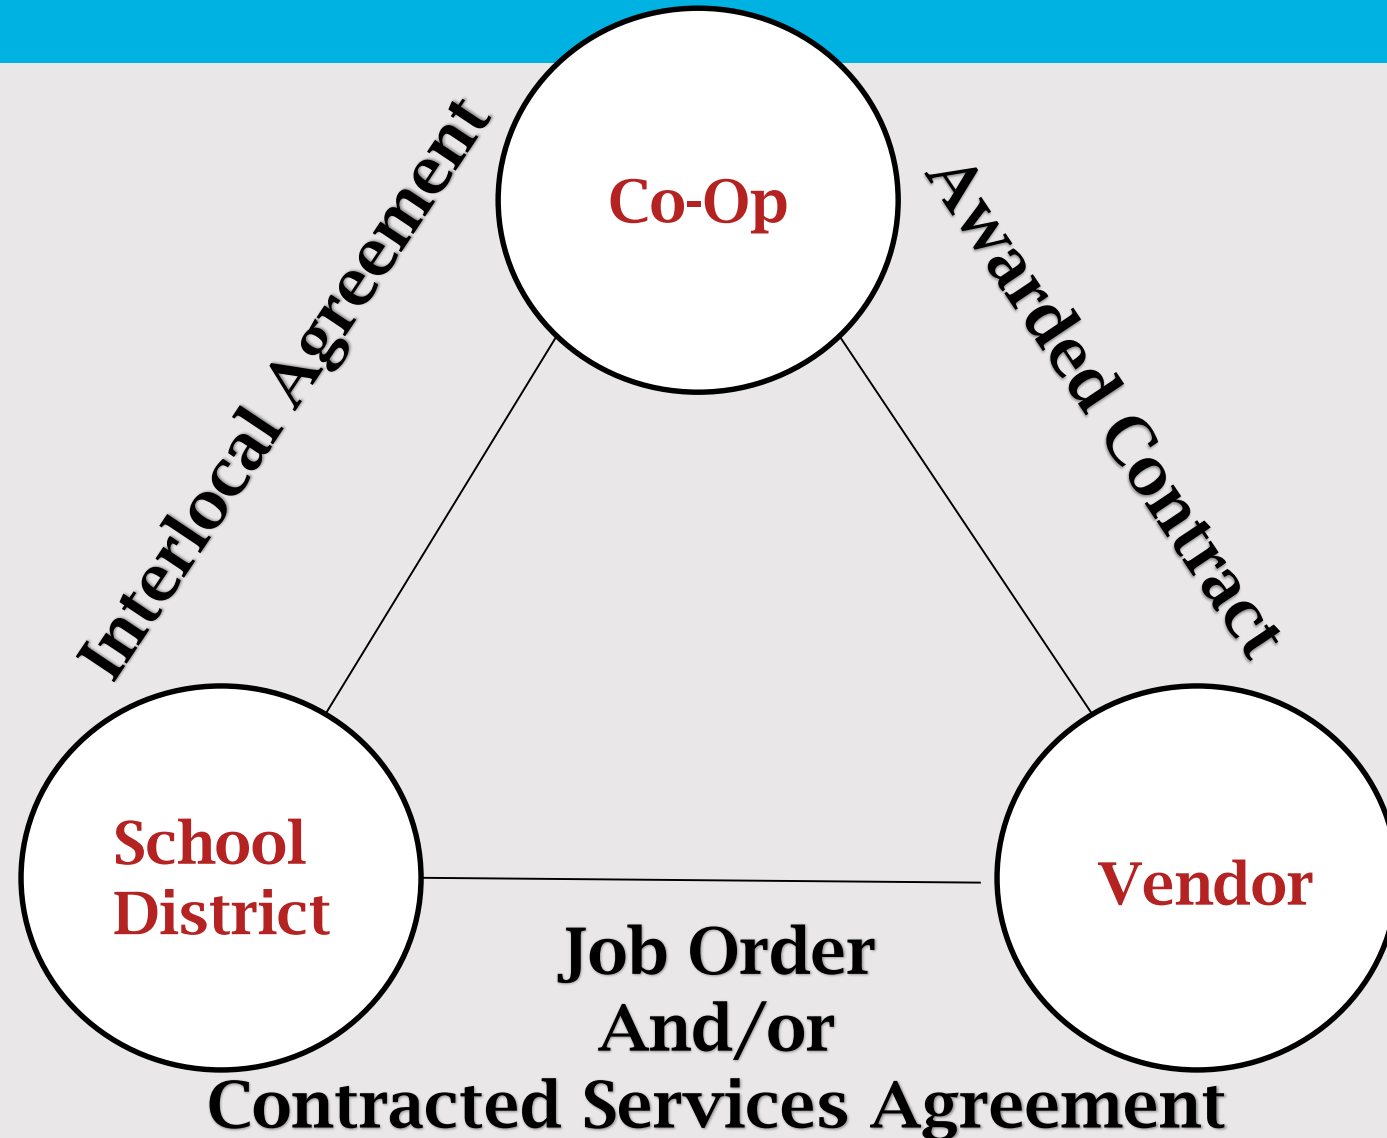 Co-Op
Interlocal Agreement
Awarded Contract
School
District
Vendor
Job Order
And/or
Contracted Services Agreement